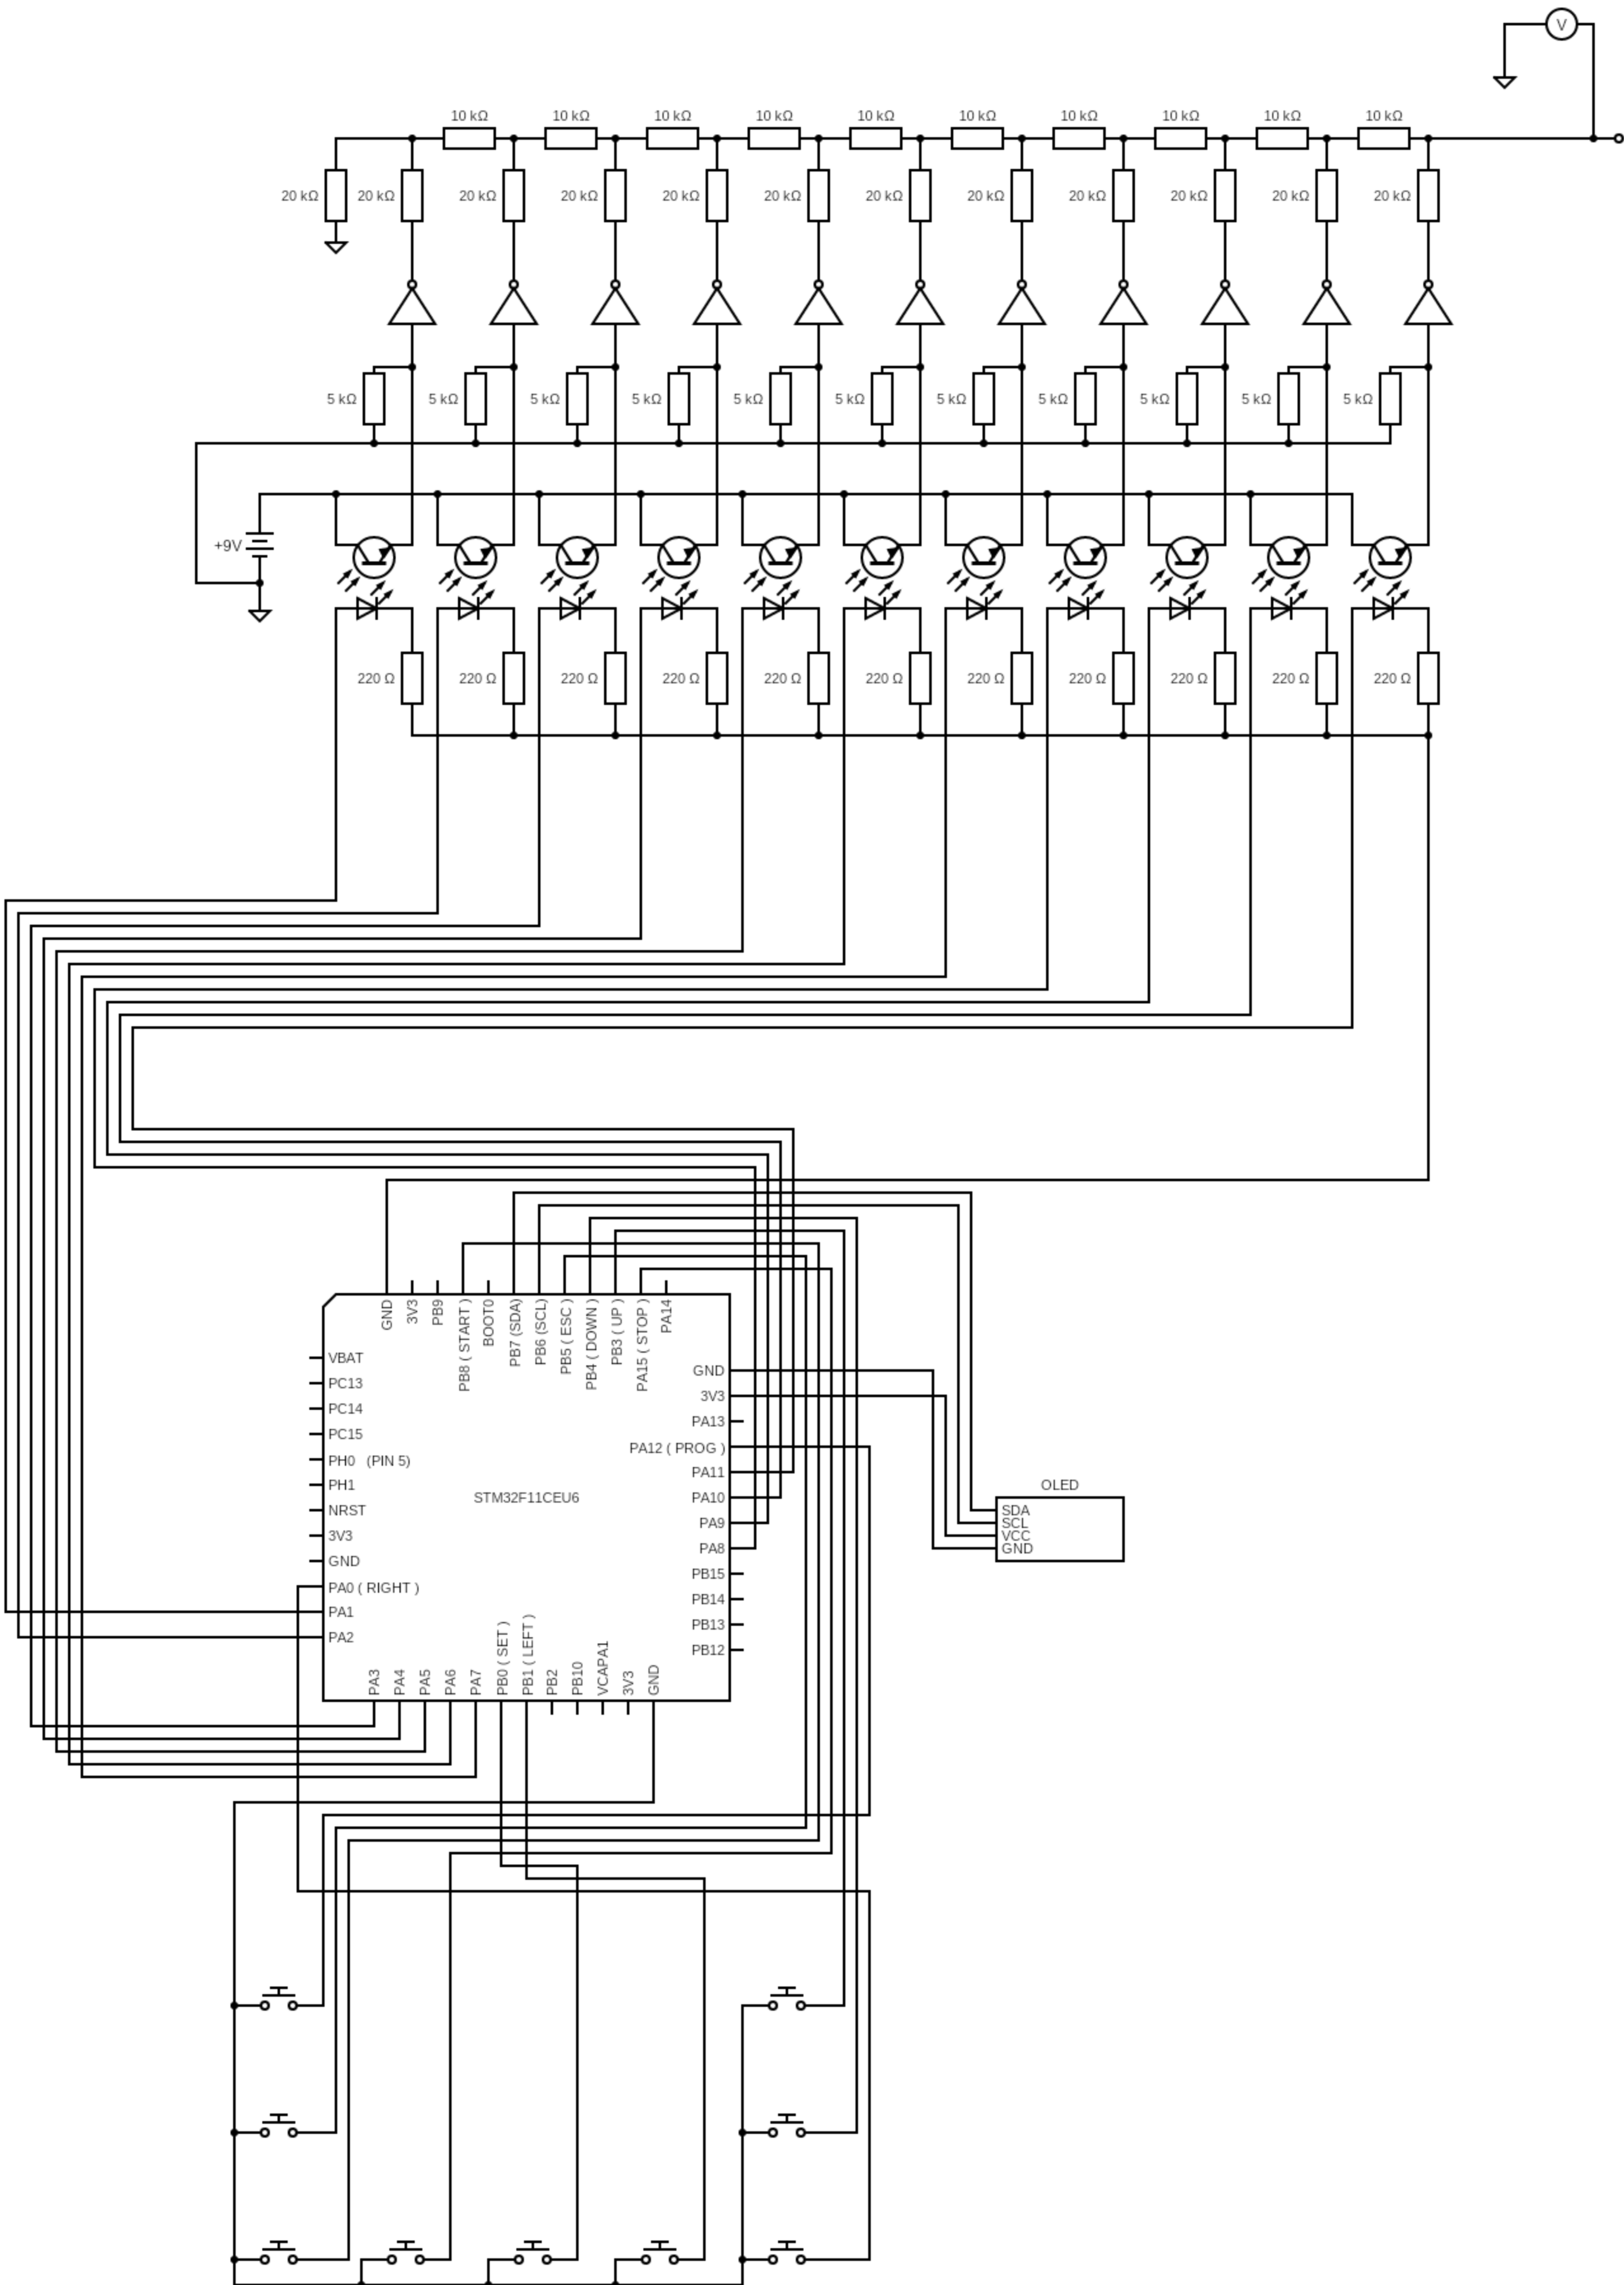 V
10 kΩ 10 kΩ 10 kΩ 10 kΩ 10 kΩ 10 kΩ 10 kΩ 10 kΩ 10 kΩ 10 kΩ
20 kΩ 20 kΩ 20 kΩ 20 kΩ 20 kΩ 20 kΩ 20 kΩ 20 kΩ 20 kΩ 20 kΩ 20 kΩ 20 kΩ
5 kΩ 5 kΩ 5 kΩ 5 kΩ 5 kΩ 5 kΩ 5 kΩ 5 kΩ 5 kΩ 5 kΩ 5 kΩ
+9V
220 Ω 220 Ω 220 Ω 220 Ω 220 Ω 220 Ω 220 Ω 220 Ω 220 Ω 220 Ω 220 Ω
GND
3V3
PB9
PB8 ( START )
BOOT0
PB7 (SDA)
PB6 (SCL)
PB5 ( ESC )
PB4 ( DOWN )
PB3 ( UP )
PA15 ( STOP )
PA14
VBAT
PC13
PC14
PC15
PH0 (PIN 5)
PH1
NRST
3V3
GND
PA0 ( RIGHT )
PA1
PA2
STM32F11CEU6
GND
3V3
PA13
PA12 ( PROG )
PA11
PA10
PA9
PA8
PB15
PB14
PB13
PB12
PA3
PA4
PA5
PA6
PA7
PB0 ( SET )
PB1 ( LEFT )
PB2
PB10
VCAPA1
3V3
GND
OLED
SDA
SCL
VCC
GND